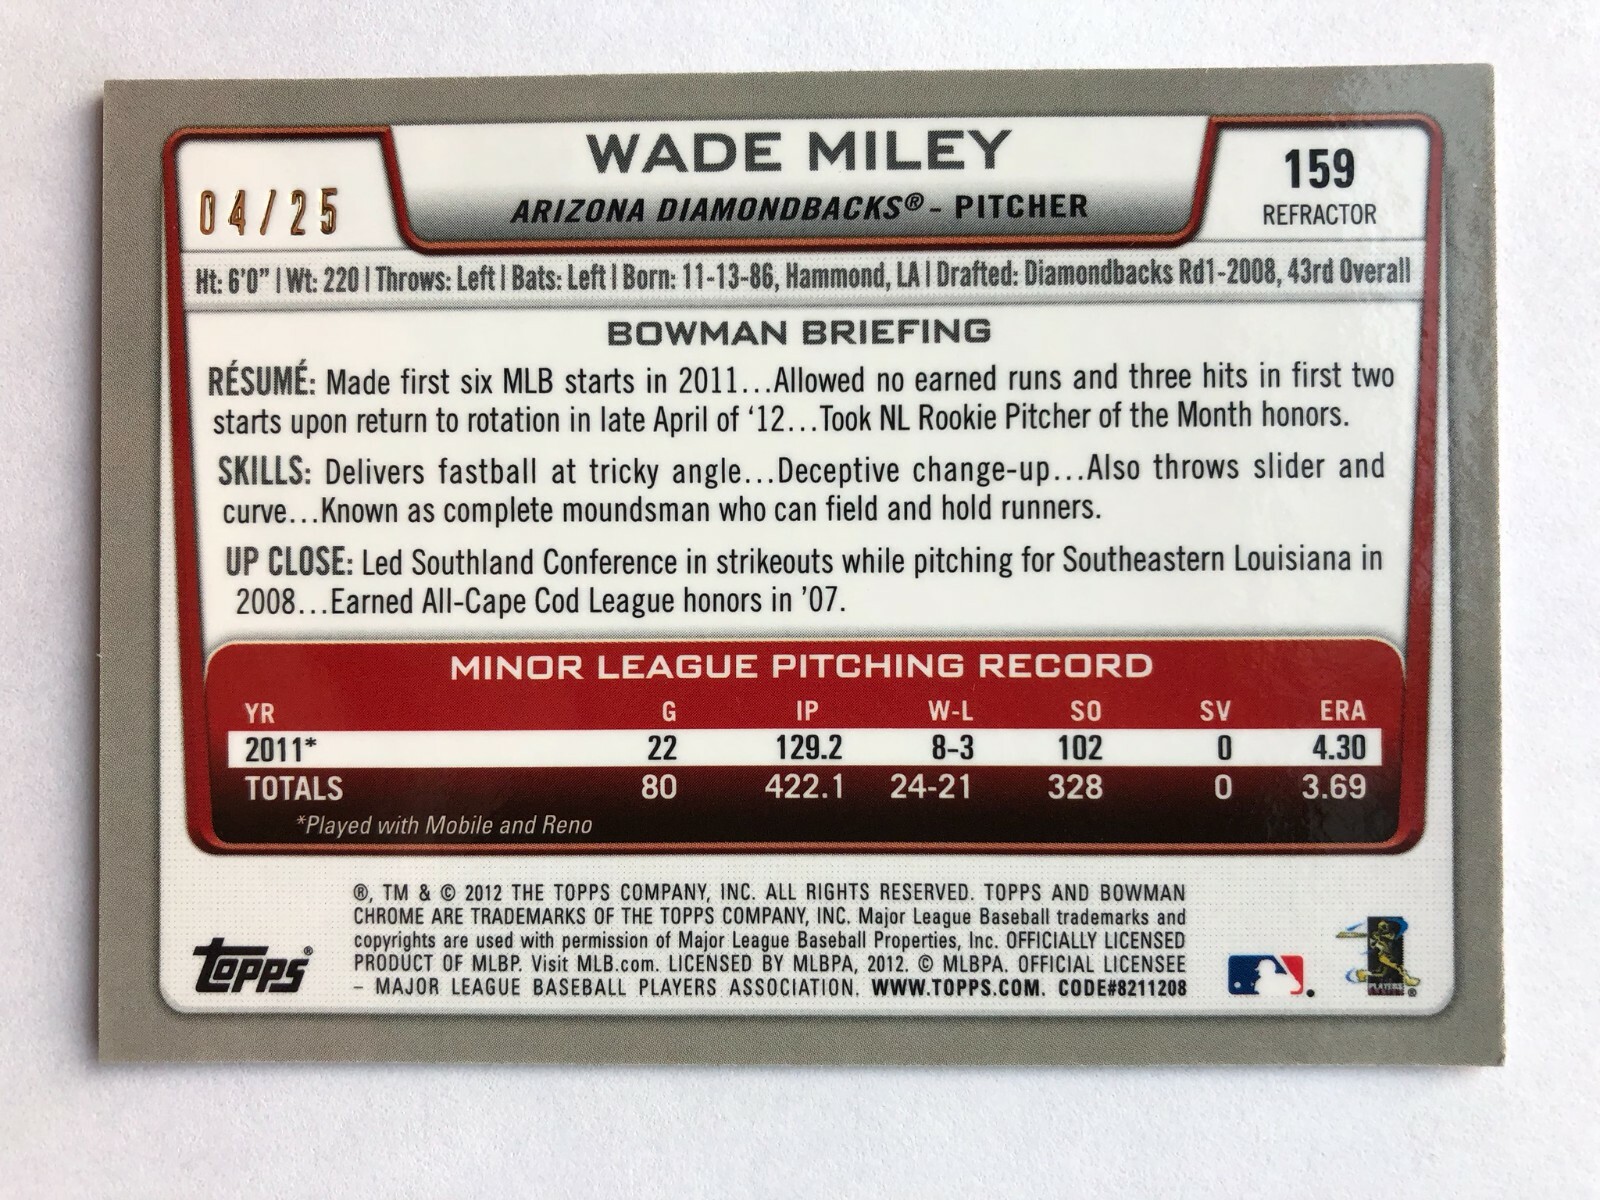 WADE MILEY
04/25
159
ARIZONA DIAMONDBACKS® - PITCHER
REFRACTOR
Ht: 6'0" | Wt: 220 | Throws: Left | Bats: Left | Born: 11-13-86, Hammond, LA | Drafted: Diamondbacks Rd1-2008, 43rd Overall
BOWMAN BRIEFING
RÉSUMÉ: Made first six MLB starts in 2011...Allowed no earned runs and three hits in first two
starts upon return to rotation in late April of ‘12...Took NL Rookie Pitcher of the Month honors.
SKILLS: Delivers fastball at tricky angle...Deceptive change-up...Also throws slider and
curve...Known as complete moundsman who can field and hold runners.
UP CLOSE: Led Southland Conference in strikeouts while pitching for Southeastern Louisiana in
2008...Earned All-Cape Cod League honors in ’07.
MINOR LEAGUE PITCHING RECORD
YR G IP W-L SO SV ERA
2011* 22 129.2 8-3 102 0 4.30
TOTALS 80 422.1 24-21 328 0 3.69
*Played with Mobile and Reno
®, TM & © 2012 THE TOPPS COMPANY, INC. ALL RIGHTS RESERVED. TOPPS AND BOWMAN
CHROME ARE TRADEMARKS OF THE TOPPS COMPANY, INC. Major League Baseball trademarks and
copyrights are used with permission of Major League Baseball Properties, Inc. OFFICIALLY LICENSED
PRODUCT OF MLBP. Visit MLB.com. LICENSED BY MLBPA, 2012. © MLBPA. OFFICIAL LICENSEE
– MAJOR LEAGUE BASEBALL PLAYERS ASSOCIATION. WWW.TOPPS.COM. CODE#8211208
Topps®
PLAYERS ®